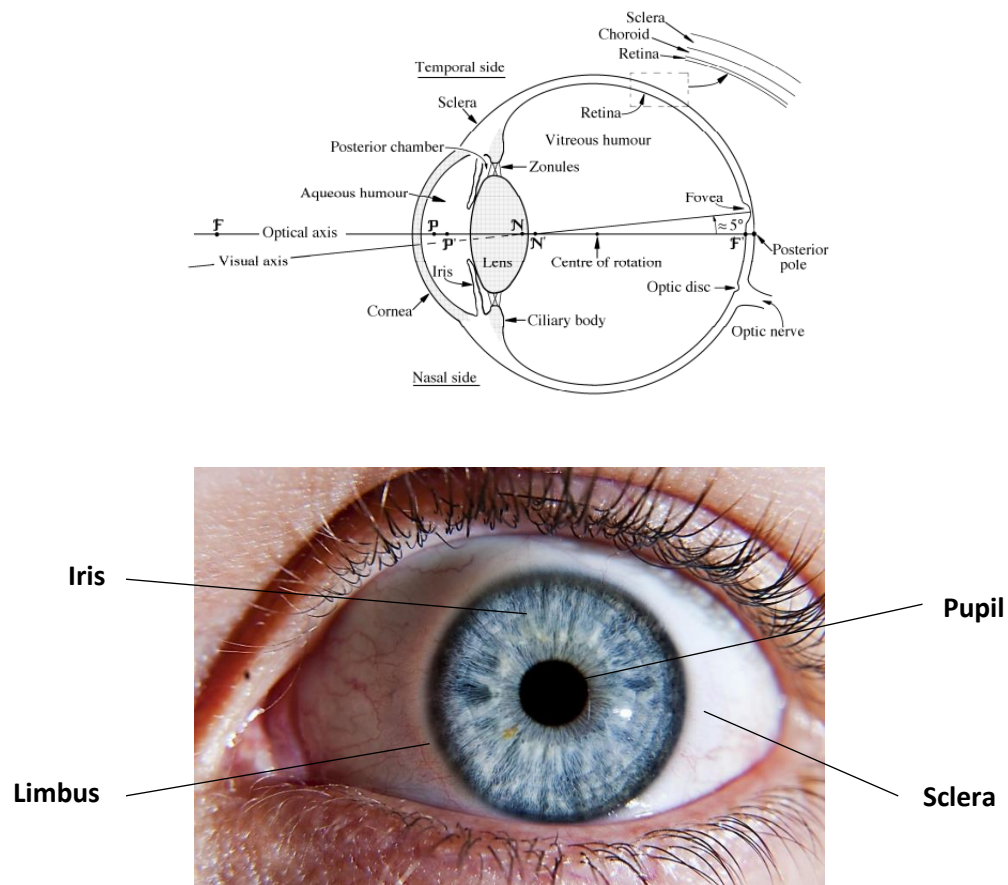 Sclera
Choroid
Retina
Temporal side
Sclera
Retina
Posterior chamber
Vitreous humour
Zonules
Aqueous humour
Fovea
≈ 5°
F
Optical axis
P
P'
N
N'
F'
Visual axis
Iris
Lens
Centre of rotation
Posterior
pole
Optic disc
Cornea
Ciliary body
Optic nerve
Nasal side
Iris
Pupil
Limbus
Sclera